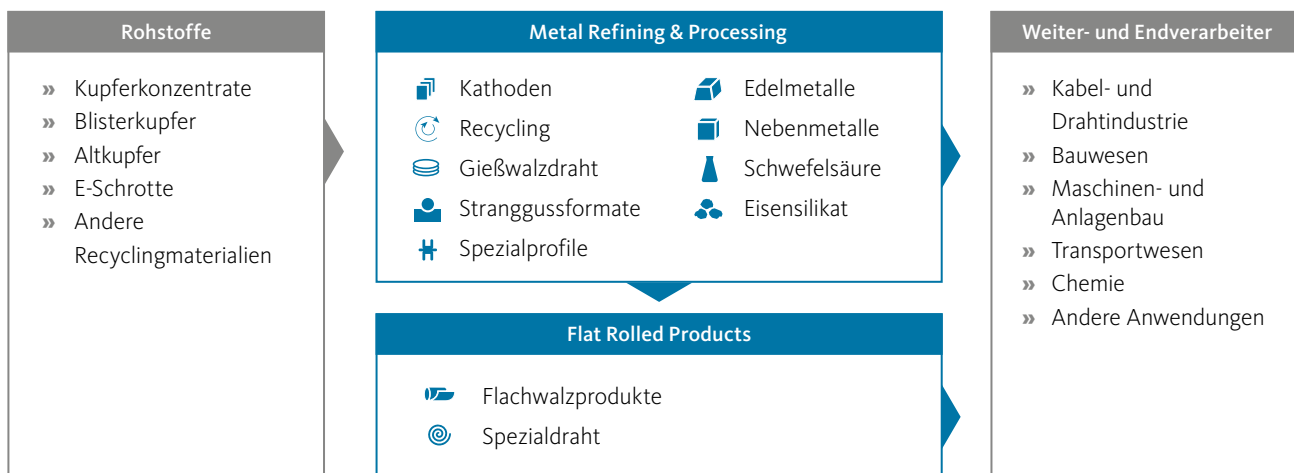 Rohstoffe
» Kupferkonzentrate
» Blisterkupfer
» Altkupfer
» E-Schrotte
» Andere
Recyclingmaterialien
Metal Refining & Processing
Kathoden
Recycling
Gießwalzdraht
Stranggussformate
Spezialprofile
Edelmetalle
Nebenmetalle
Schwefelsäure
Eisensilikat
Flat Rolled Products
Flachwalzprodukte
Spezialdraht
Weiter- und Endverarbeiter
» Kabel- und
Drahtindustrie
» Bauwesen
» Maschinen- und
Anlagenbau
» Transportwesen
» Chemie
» Andere Anwendungen